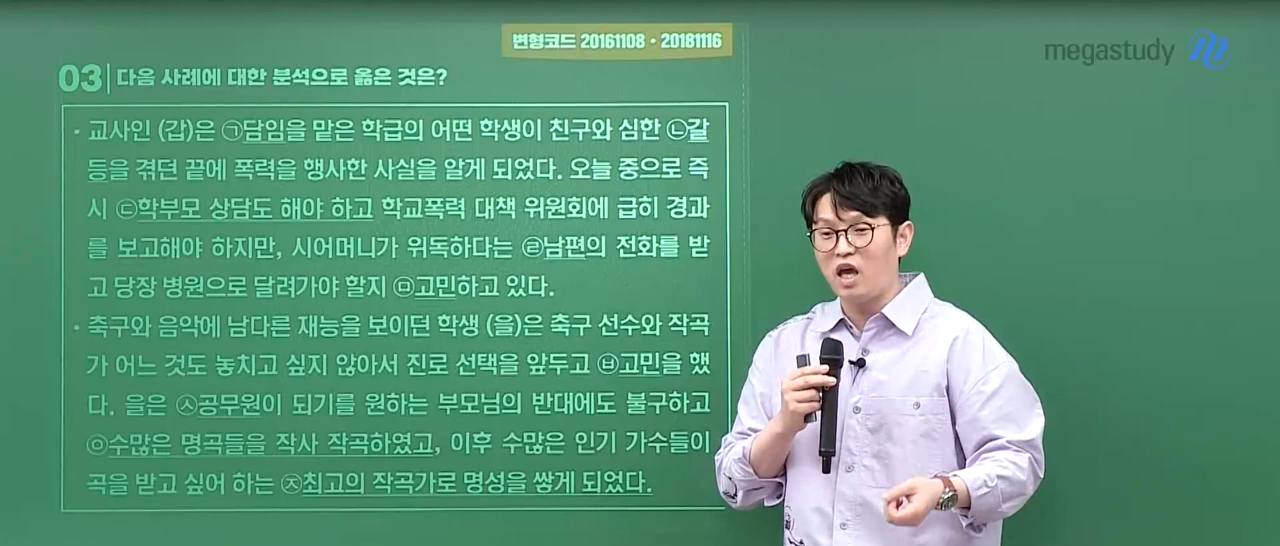 변형코드 20161108 · 20181116
megastudy
03 다음 사례에 대한 분석으로 옳은 것은?
• 교사인 (갑)은 ㉠담임을 맡은 학급의 어떤 학생이 친구와 심한 ㉡갈
등을 겪던 끝에 폭력을 행사한 사실을 알게 되었다. 오늘 중으로 즉
시 ㉢학부모 상담도 해야 하고 학교폭력 대책 위원회에 급히 경과
를 보고해야 하지만, 시어머니가 위독하다는 ㉣남편의 전화를 받
고 당장 병원으로 달려가야 할지 ㉤고민하고 있다.
• 축구와 음악에 남다른 재능을 보이던 학생 (을)은 축구 선수와 작곡
가 어느 것도 놓치고 싶지 않아서 진로 선택을 앞두고 ㉥고민을 했
다. 을은 ㉦공무원이 되기를 원하는 부모님의 반대에도 불구하고
㉧수많은 명곡들을 작사 작곡하였고, 이후 수많은 인기 가수들이
곡을 받고 싶어 하는 ㉨최고의 작곡가로 명성을 쌓게 되었다.